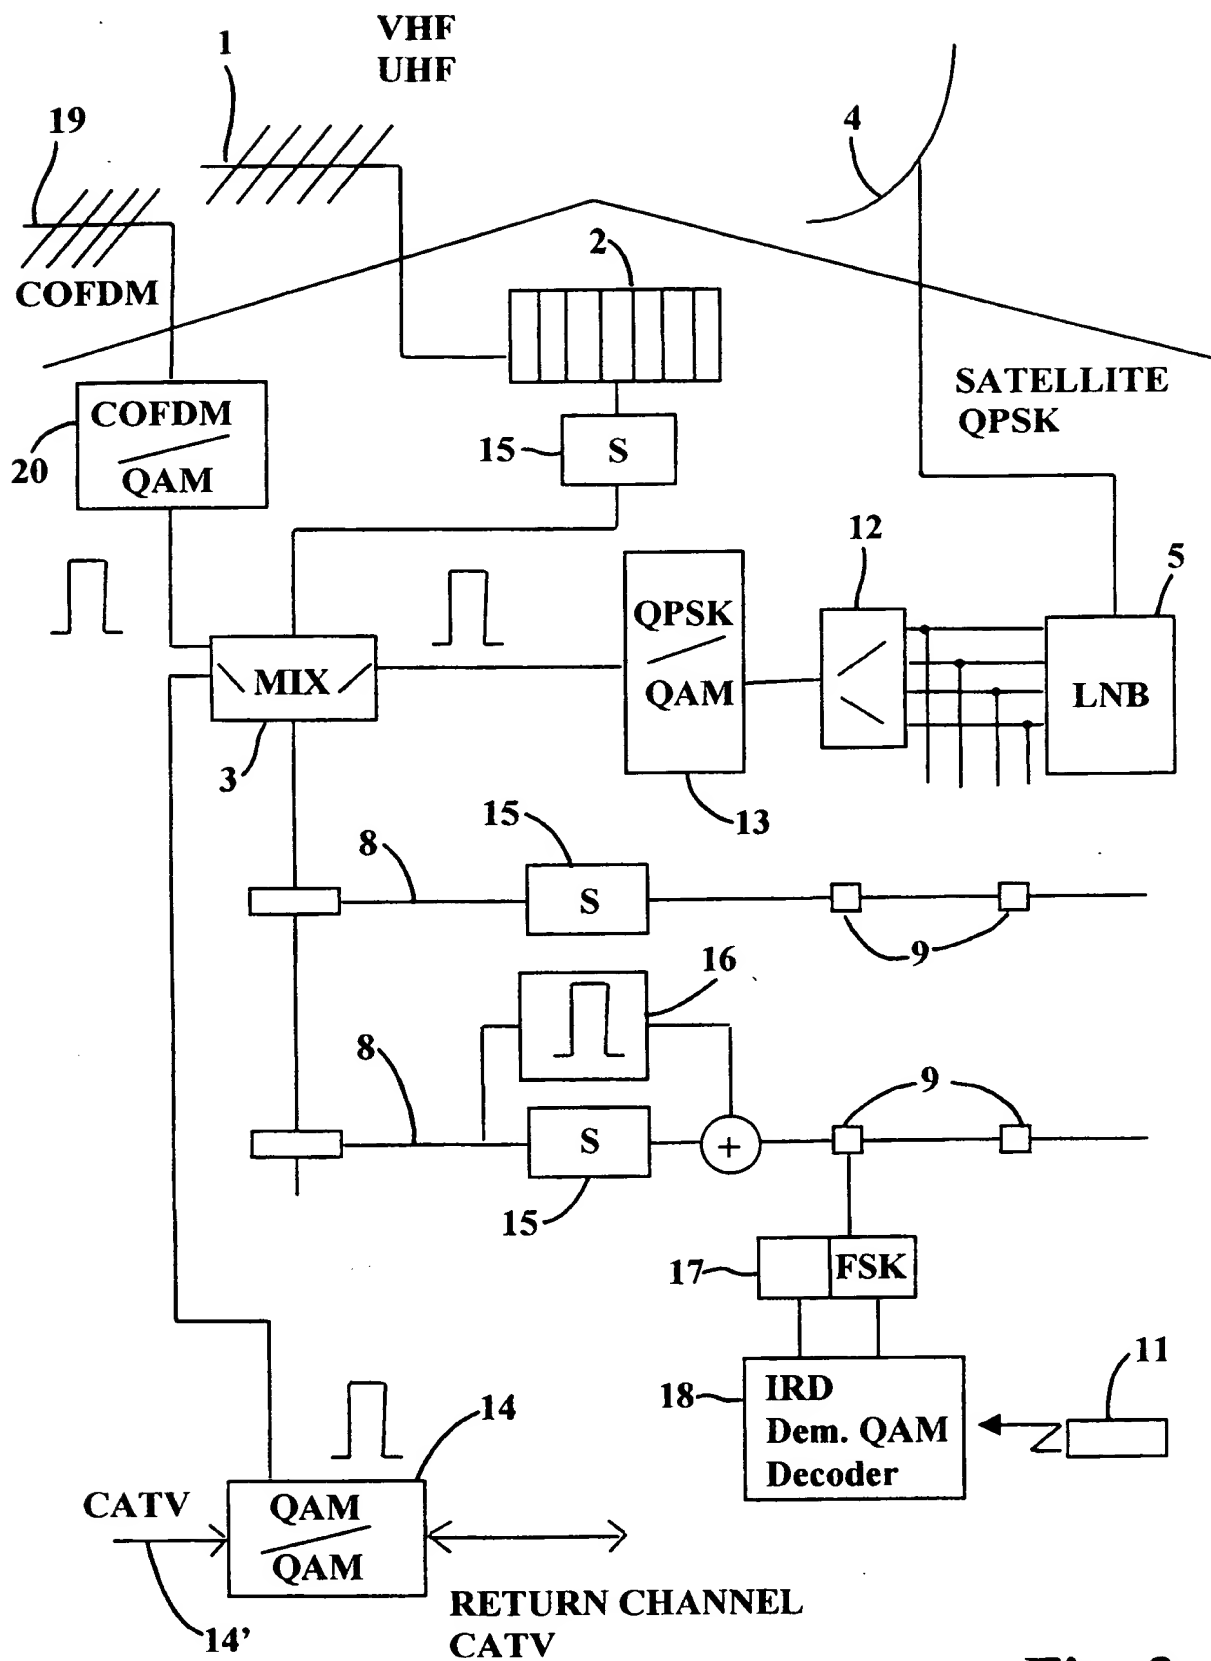 VHF
UHF
1
19
4
2
COFDM
SATELLITE
QPSK
COFDM
QAM
20
15
S
12
5
QPSK
QAM
MIX
LNB
3
13
15
8
S
9
16
8
9
S
15
17
FSK
11
18
IRD
Dem. QAM
Decoder
14
CATV
QAM
QAM
14’
RETURN CHANNEL
CATV